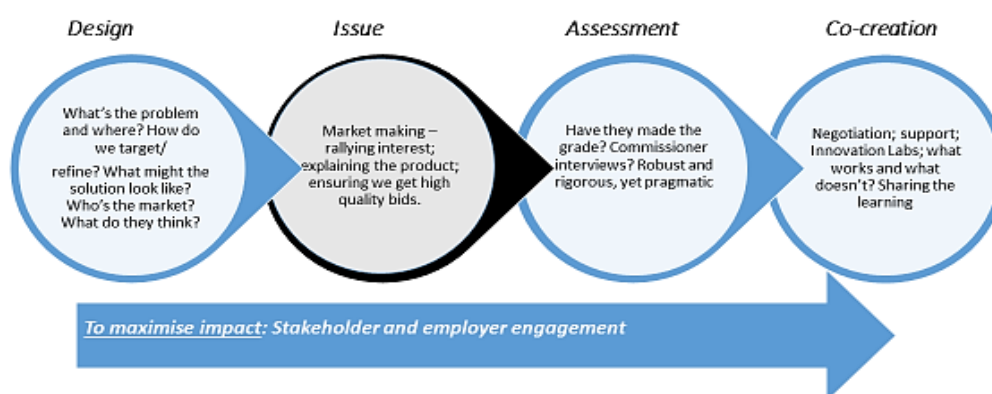 Design
Issue
Assessment
Co-creation
What's the problem
and where? How do
we target/
refine? What might the
solution look like?
Who's the market?
What do they think?
Market making –
rallying interest;
explaining the product;
ensuring we get high
quality bids.
Have they made the
grade? Commissioner
interviews? Robust and
rigorous, yet pragmatic
Negotiation; support;
Innovation Labs; what
works and what
doesn't? Sharing the
learning
To maximise impact: Stakeholder and employer engagement